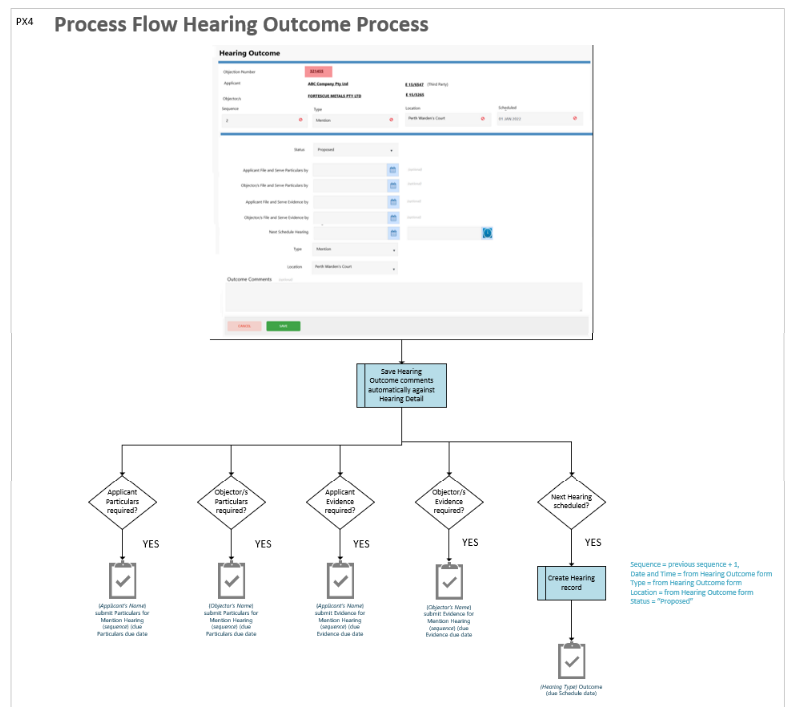 PX4
Process Flow Hearing Outcome Process
Hearing Outcome
Objection Number
Applicant
ABC Company Pty Ltd
(Third Party)
Objector/s
FORTESCUE METALS PTY LTD
Sequence
Type
Location
Scheduled
Mention
Perth Warden's Court
Status
Proposed
Applicant File and Serve Particulars by
Objector/s File and Serve Particulars by
Applicant File and Serve Evidence by
Objector/s File and Serve Evidence by
Next Schedule Hearing
Type
Mention
Location
Perth Warden's Court
Outcome Comments
CANCEL
SAVE
Save Hearing
Outcome comments
automatically against
Hearing Detail
Applicant
Particulars
required?
Objector/s
Particulars
required?
Applicant
Evidence
required?
Objector/s
Evidence
required?
Next Hearing
scheduled?
YES
YES
YES
YES
YES
(Applicant's Name)
submit Particulars for
Mention Hearing
(sequence) (due
Particulars due date
(Objector's Name)
submit Particulars for
Mention Hearing
(sequence) (due
Particulars due date
(Applicant's Name)
submit Evidence for
Mention Hearing
(sequence) (due
Evidence due date
(Objector's Name)
submit Evidence for
Mention Hearing
(sequence) (due
Evidence due date
Create Hearing
record
Sequence = previous sequence + 1,
Date and Time = from Hearing Outcome form
Type = from Hearing Outcome form
Location = from Hearing Outcome form
Status = "Proposed"
(Hearing Type) Outcome
(due Schedule date)